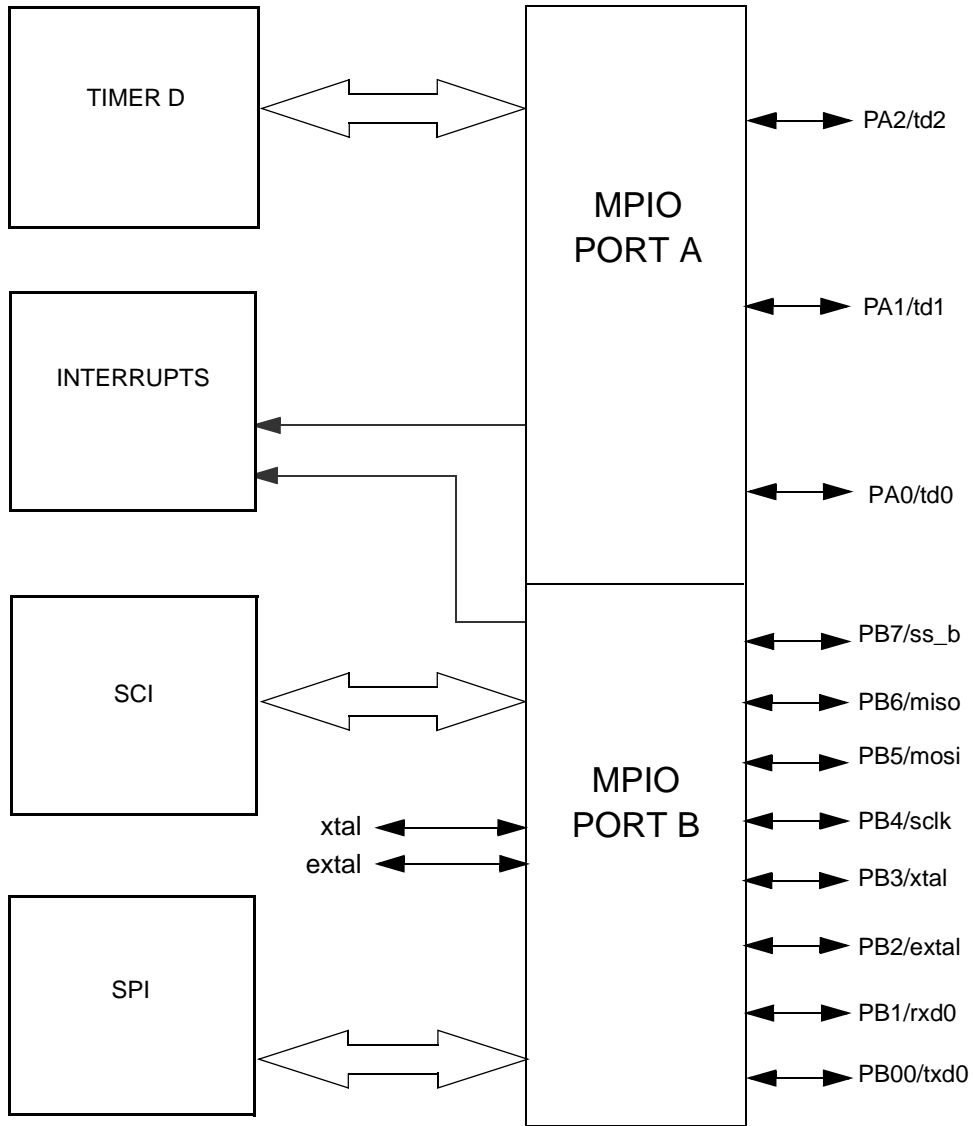 TIMER D
MPIO
PORT A
PA2/td2
PA1/td1
INTERRUPTS
PA0/td0
SCI
MPIO
PORT B
xtal
extal
PB7/ss_b
PB6/miso
PB5/mosi
PB4/sclk
PB3/xtal
PB2/extal
PB1/rxd0
PB00/txd0
SPI